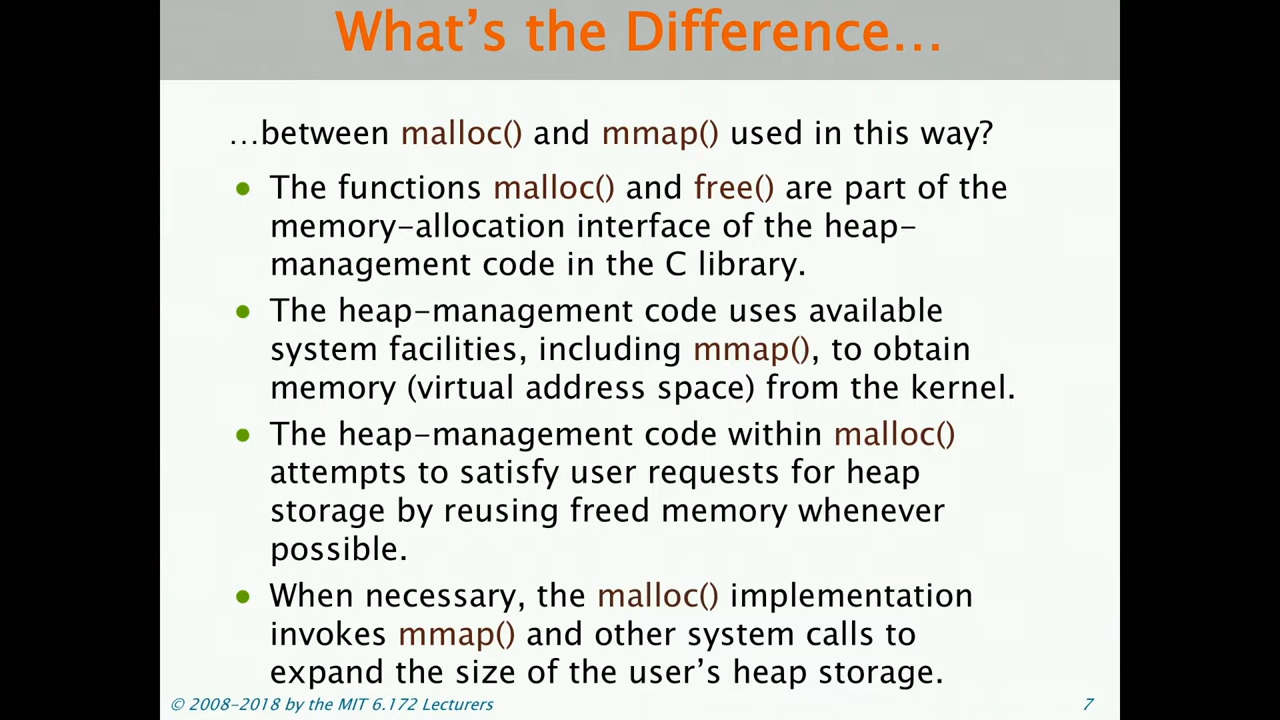 What’s the Difference…
…between malloc() and mmap() used in this way?
● The functions malloc() and free() are part of the
memory-allocation interface of the heap-
management code in the C library.
● The heap-management code uses available
system facilities, including mmap(), to obtain
memory (virtual address space) from the kernel.
● The heap-management code within malloc()
attempts to satisfy user requests for heap
storage by reusing freed memory whenever
possible.
● When necessary, the malloc() implementation
invokes mmap() and other system calls to
expand the size of the user’s heap storage.
© 2008-2018 by the MIT 6.172 Lecturers
7